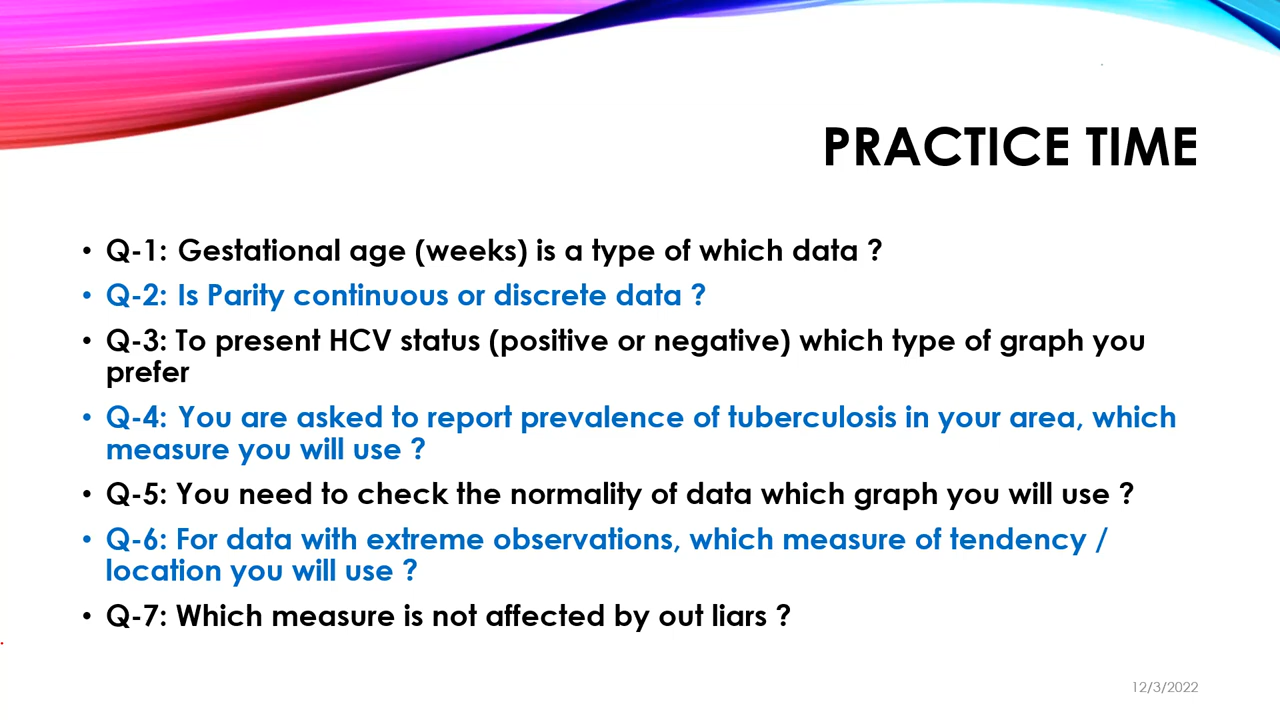 PRACTICE TIME
• Q-1: Gestational age (weeks) is a type of which data ?
• Q-2: Is Parity continuous or discrete data ?
• Q-3: To present HCV status (positive or negative) which type of graph you
prefer
• Q-4: You are asked to report prevalence of tuberculosis in your area, which
measure you will use ?
• Q-5: You need to check the normality of data which graph you will use ?
• Q-6: For data with extreme observations, which measure of tendency /
location you will use ?
• Q-7: Which measure is not affected by out liars ?
12/3/2022